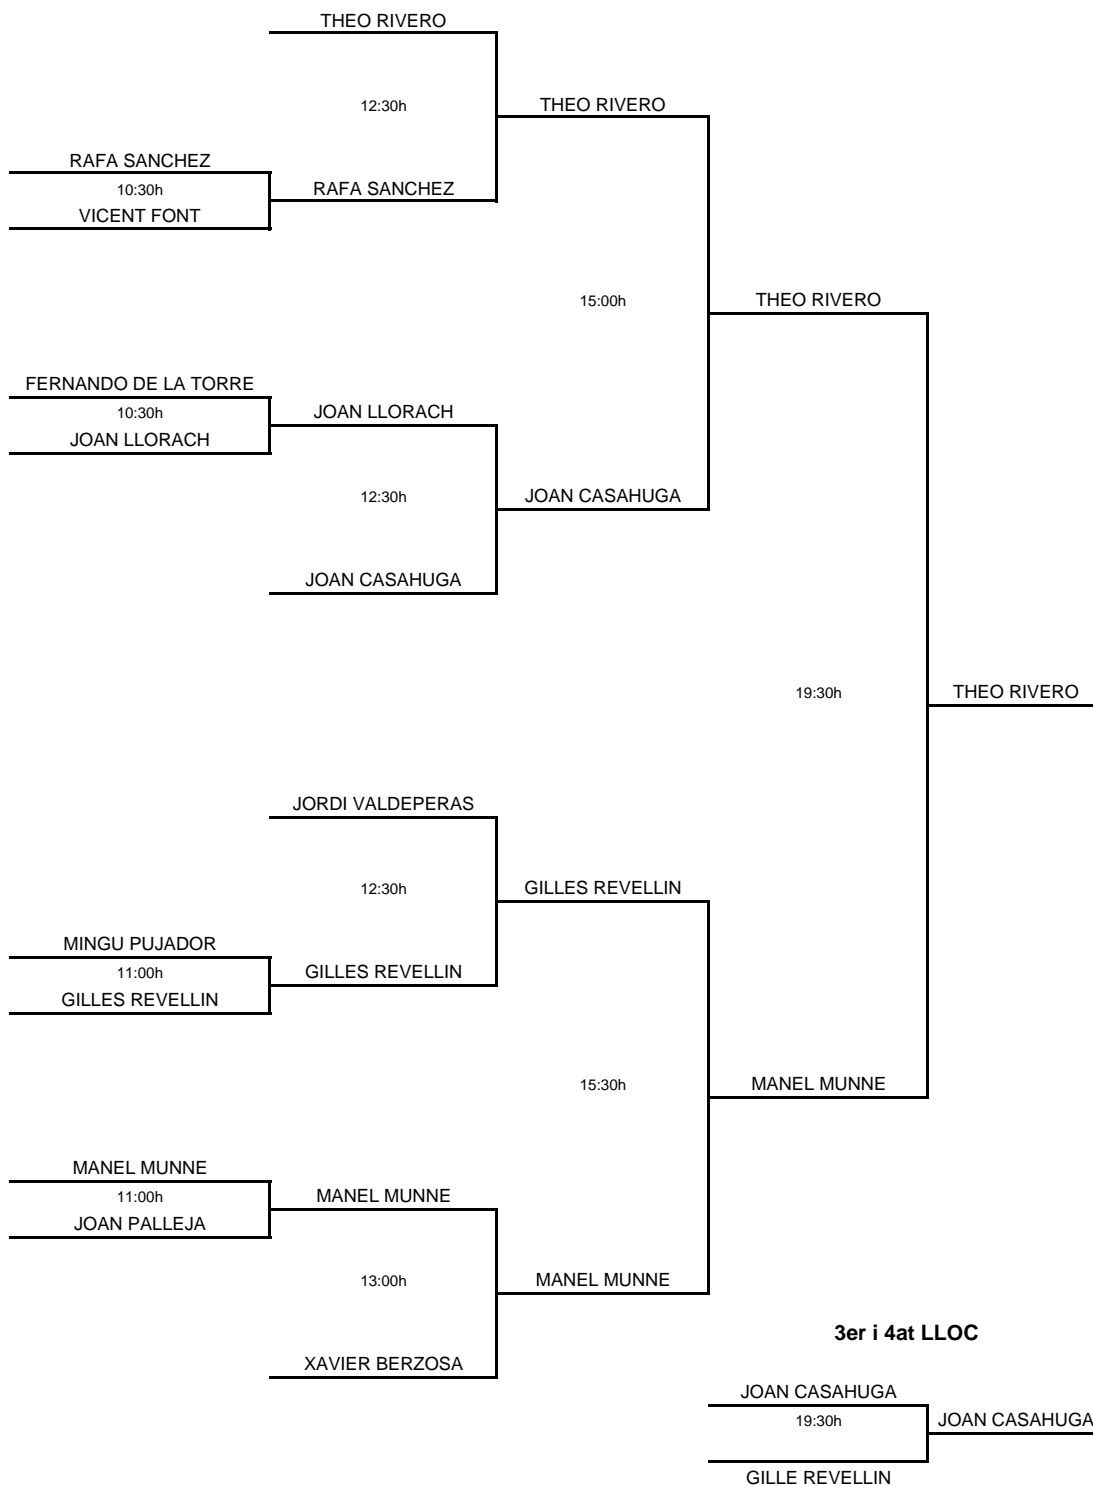 THEO RIVERO
12:30h
THEO RIVERO
RAFA SANCHEZ
10:30h
RAFA SANCHEZ
VICENT FONT
15:00h
THEO RIVERO
FERNANDO DE LA TORRE
10:30h
JOAN LLORACH
JOAN LLORACH
12:30h
JOAN CASAHUGA
JOAN CASAHUGA
19:30h
THEO RIVERO
JORDI VALDEPERAS
12:30h
GILLES REVELLIN
MINGU PUJADOR
11:00h
GILLES REVELLIN
GILLES REVELLIN
15:30h
MANEL MUNNE
MANEL MUNNE
11:00h
MANEL MUNNE
JOAN PALLEJA
13:00h
MANEL MUNNE
3er i 4at LLOC
XAVIER BERZOSA
JOAN CASAHUGA
19:30h
JOAN CASAHUGA
GILLE REVELLIN